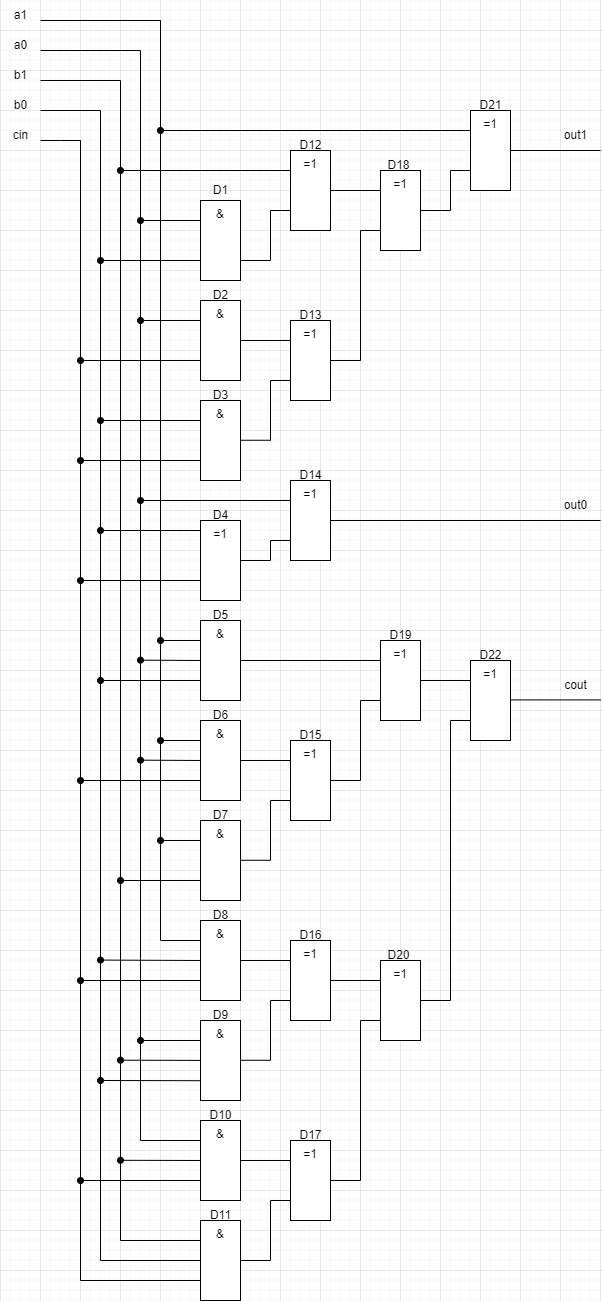 a1
a0
b1
b0
cin
D21
=1
out1
D12
=1
D18
=1
D1
&
D2
&
D13
=1
D3
&
D14
=1
out0
D4
=1
D5
&
D19
=1
D22
=1
cout
D6
&
D15
=1
D7
&
D8
&
D16
=1
D20
=1
D9
&
D10
&
D17
=1
D11
&